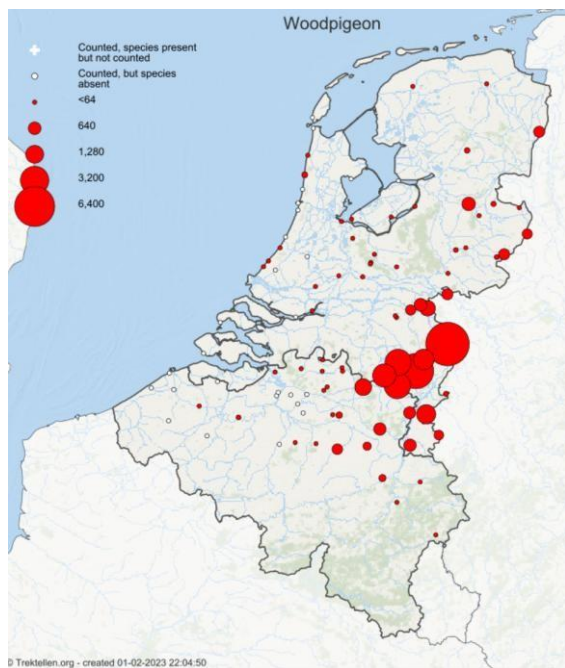 Woodpigeon
Counted, species present
but not counted
Counted, but species
absent
<64
640
1,280
3,200
6,400
© Trektellen.org - created 01-02-2023 22:04:50